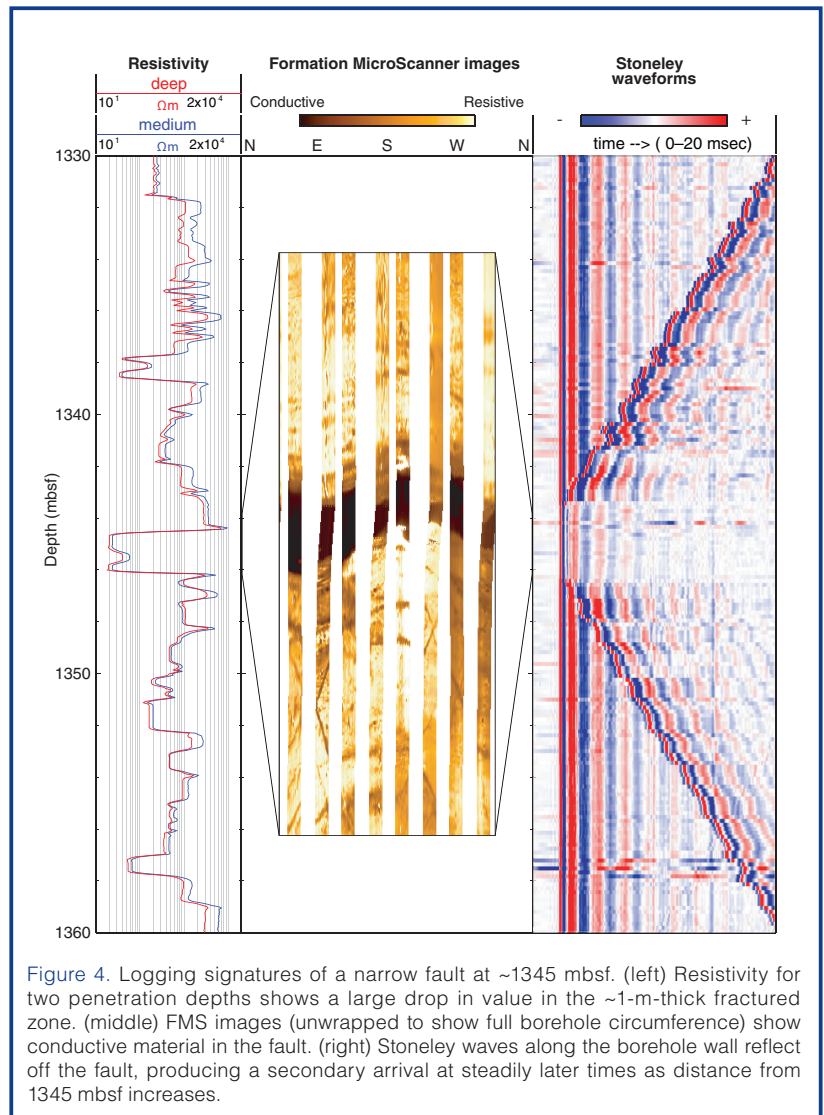 Resistivity
deep
10¹ Ωm 2x10⁴
medium
10¹ Ωm 2x10⁴
Formation MicroScanner images
Conductive Resistive
N E S W N
Stoneley
waveforms
- +
time --> ( 0–20 msec)
Depth (mbsf)
1330
1340
1350
1360
Figure 4. Logging signatures of a narrow fault at ~1345 mbsf. (left) Resistivity for
two penetration depths shows a large drop in value in the ~1-m-thick fractured
zone. (middle) FMS images (unwrapped to show full borehole circumference) show
conductive material in the fault. (right) Stoneley waves along the borehole wall reflect
off the fault, producing a secondary arrival at steadily later times as distance from
1345 mbsf increases.